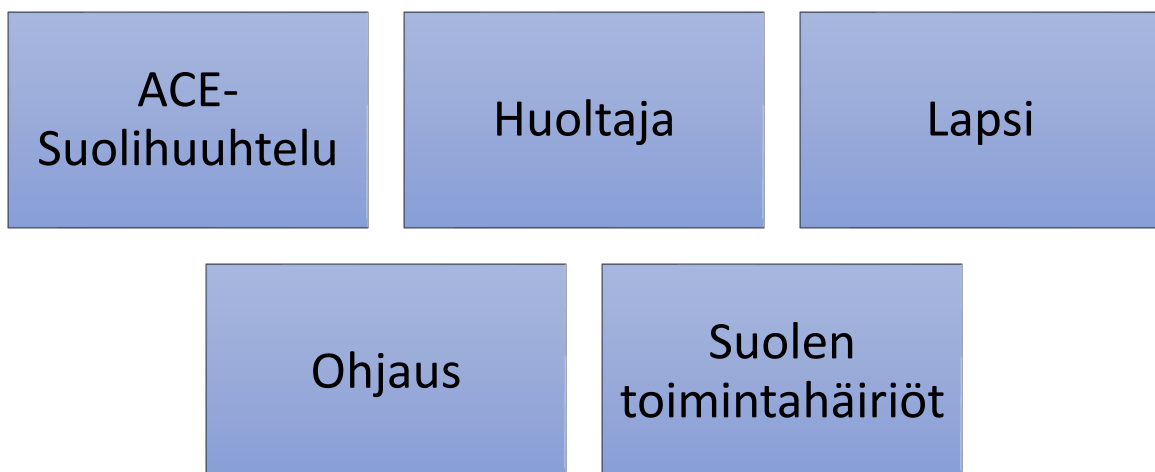 ACE-
Suolihuuhtelu
Huoltaja
Lapsi
Ohjaus
Suolen
toimintahäiriöt